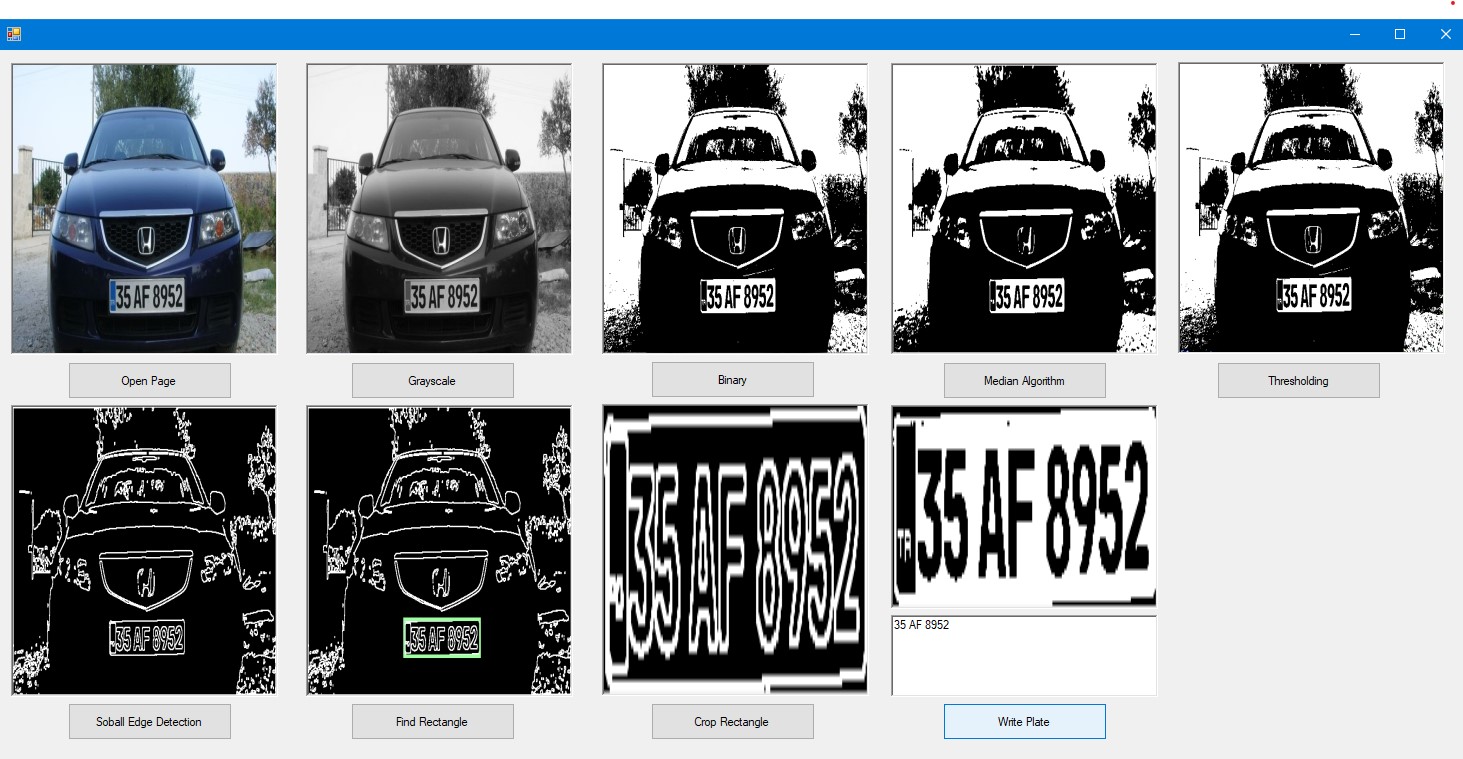 35 AF 8952
35 AF 8952
35 AF 8952
35 AF 8952
35 AF 8952
Open Page
Grayscale
Binary
Median Algorithm
Thresholding
35 AF 8952
35 AF 8952
35 AF 8952
TR 35 AF 8952
35 AF 8952
Soball Edge Detection
Find Rectangle
Crop Rectangle
Write Plate